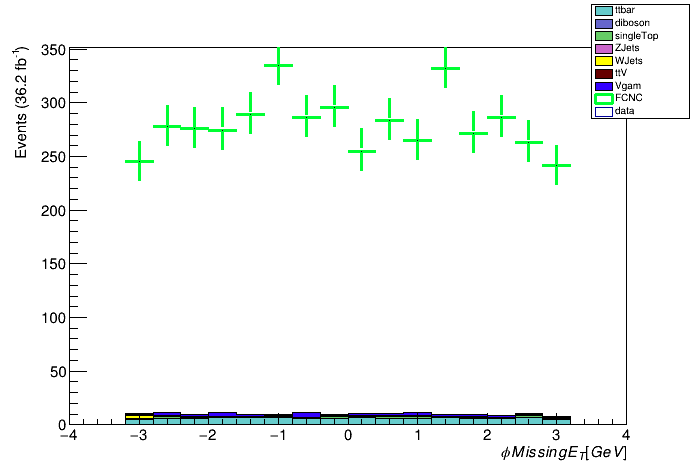 ttbar
diboson
singleTop
ZJets
WJets
ttV
Vgam
FCNC
data
Events (36.2 fb⁻¹)
350
300
250
200
150
100
50
0
−4 −3 −2 −1 0 1 2 3 4
ϕMissingE_T[GeV]